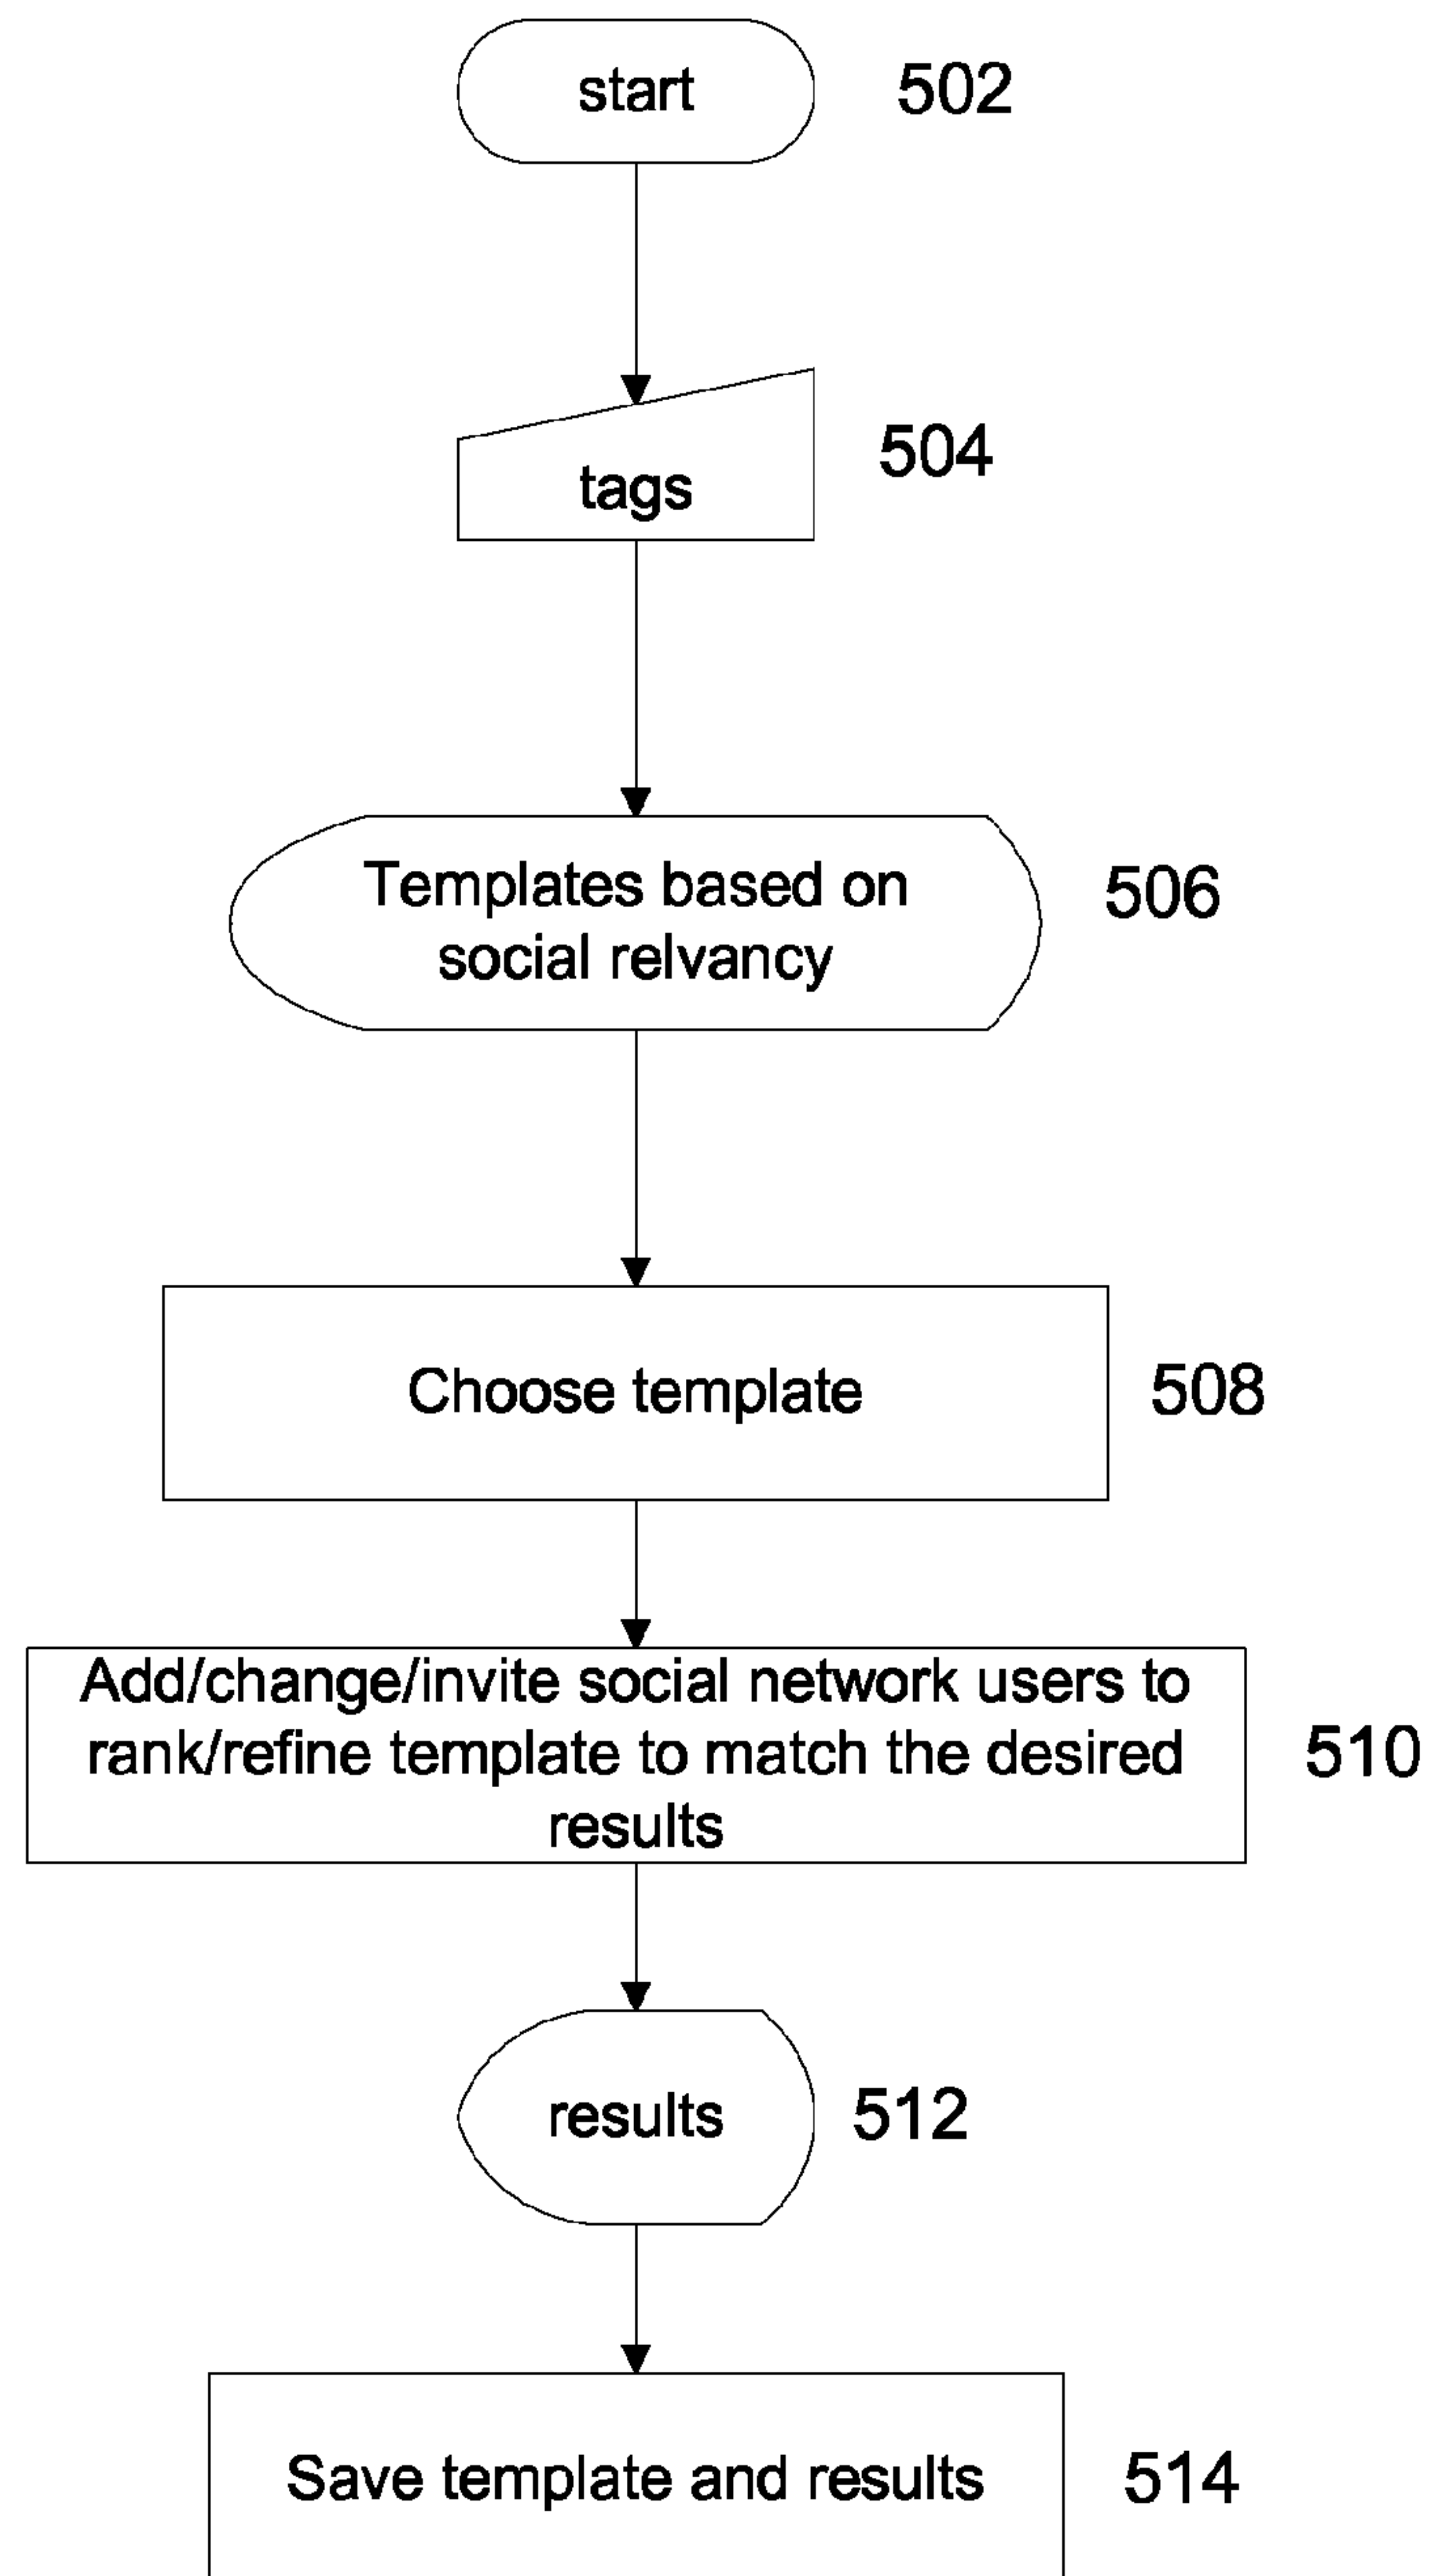 start
502
tags
504
Templates based on
social relvancy
506
Choose template
508
Add/change/invite social network users to
rank/refine template to match the desired
results
510
results
512
Save template and results
514